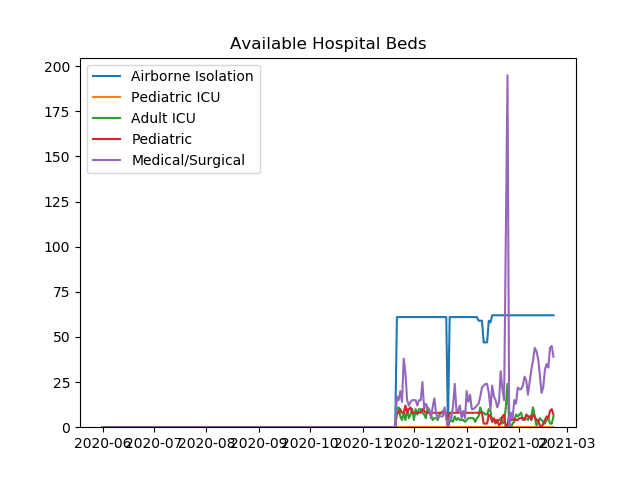 Available Hospital Beds
200
175
150
125
100
75
50
25
0
Airborne Isolation
Pediatric ICU
Adult ICU
Pediatric
Medical/Surgical
2020-06 2020-07 2020-08 2020-09 2020-10 2020-11 2020-12 2021-01 2021-02 2021-03